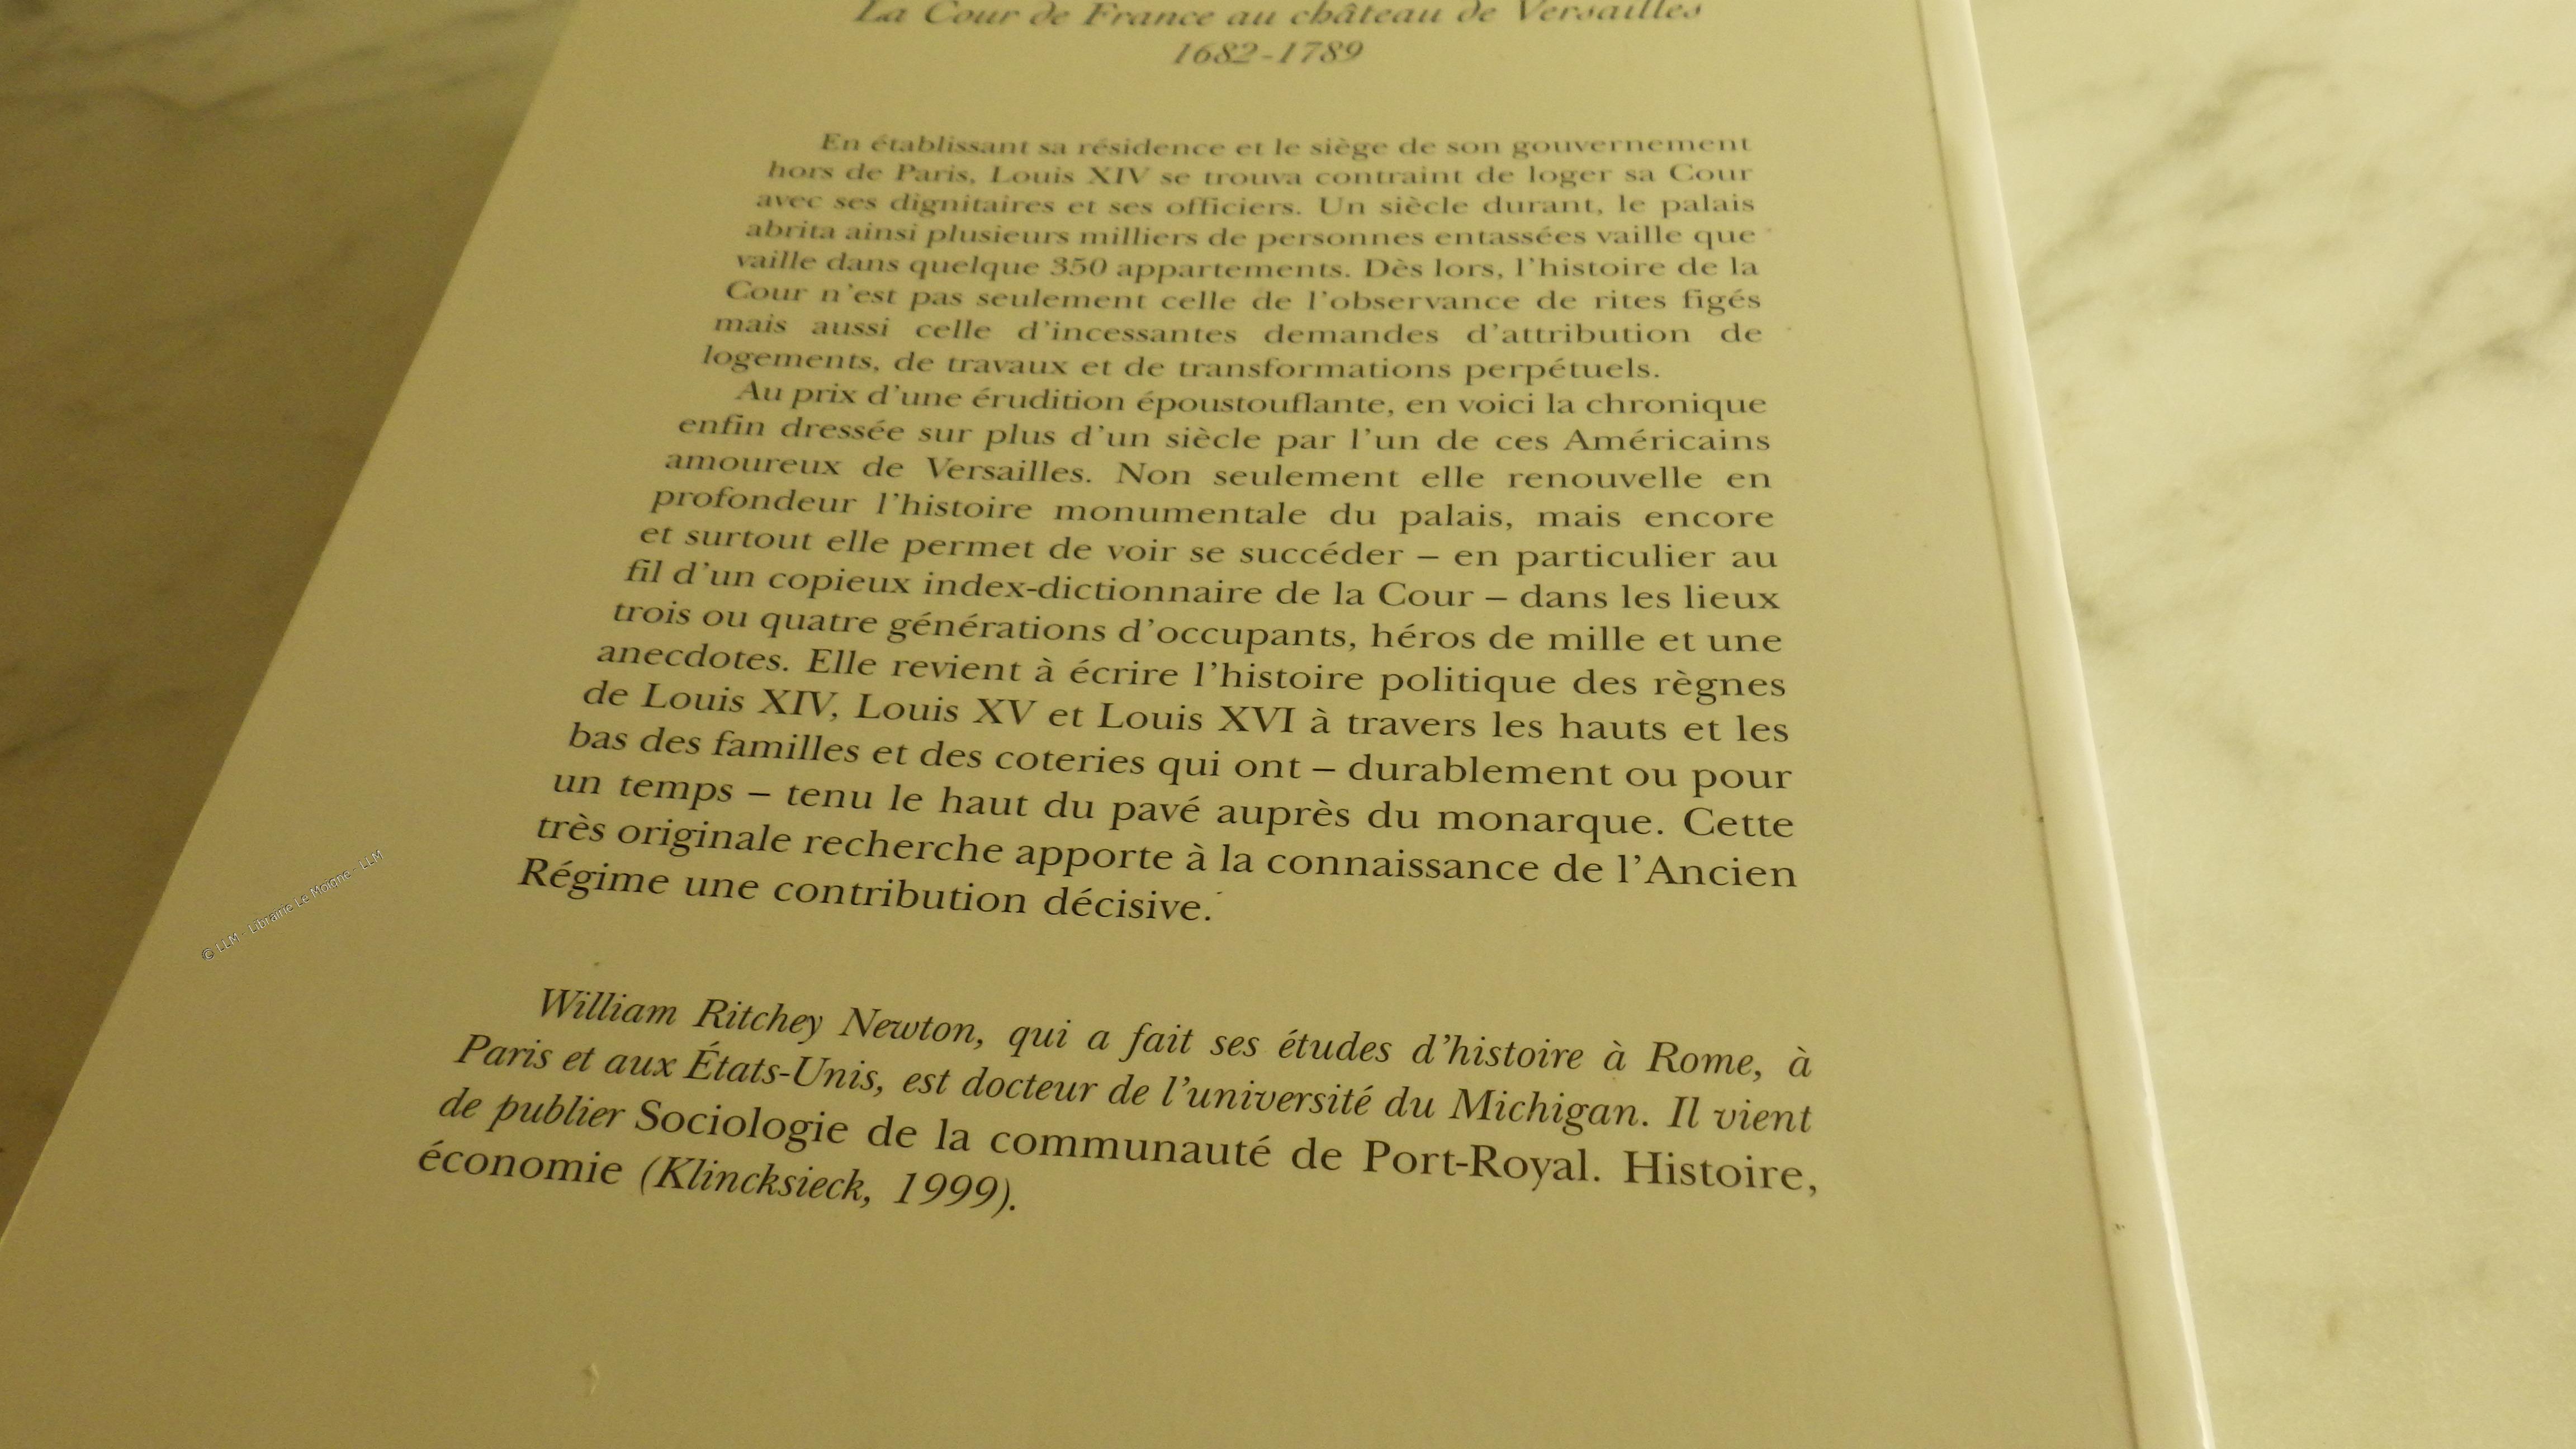 La Cour de France au château de Versailles
1682-1789
En établissant sa résidence et le siège de son gouvernement
hors de Paris, Louis XIV se trouva contraint de loger sa Cour
avec ses dignitaires et ses officiers. Un siècle durant, le palais
abrita ainsi plusieurs milliers de personnes entassées vaille que
vaille dans quelque 350 appartements. Dès lors, l'histoire de la
Cour n'est pas seulement celle de l'observance de rites figés
mais aussi celle d'incessantes demandes d'attribution de
logements, de travaux et de transformations perpétuels.
Au prix d'une érudition époustouflante, en voici la chronique
enfin dressée sur plus d'un siècle par l'un de ces Américains
amoureux de Versailles. Non seulement elle renouvelle en
profondeur l'histoire monumentale du palais, mais encore
et surtout elle permet de voir se succéder – en particulier au
fil d'un copieux index-dictionnaire de la Cour – dans les lieux
trois ou quatre générations d'occupants, héros de mille et une
anecdotes. Elle revient à écrire l'histoire politique des règnes
de Louis XIV, Louis XV et Louis XVI à travers les hauts et les
bas des familles et des coteries qui ont – durablement ou pour
un temps – tenu le haut du pavé auprès du monarque. Cette
très originale recherche apporte à la connaissance de l'Ancien
Régime une contribution décisive.
William Ritchey Newton, qui a fait ses études d'histoire à Rome, à
Paris et aux États-Unis, est docteur de l'université du Michigan. Il vient
de publier Sociologie de la communauté de Port-Royal. Histoire,
économie (Klincksieck, 1999).
© LLM - Librairie Le Moigne - LLM